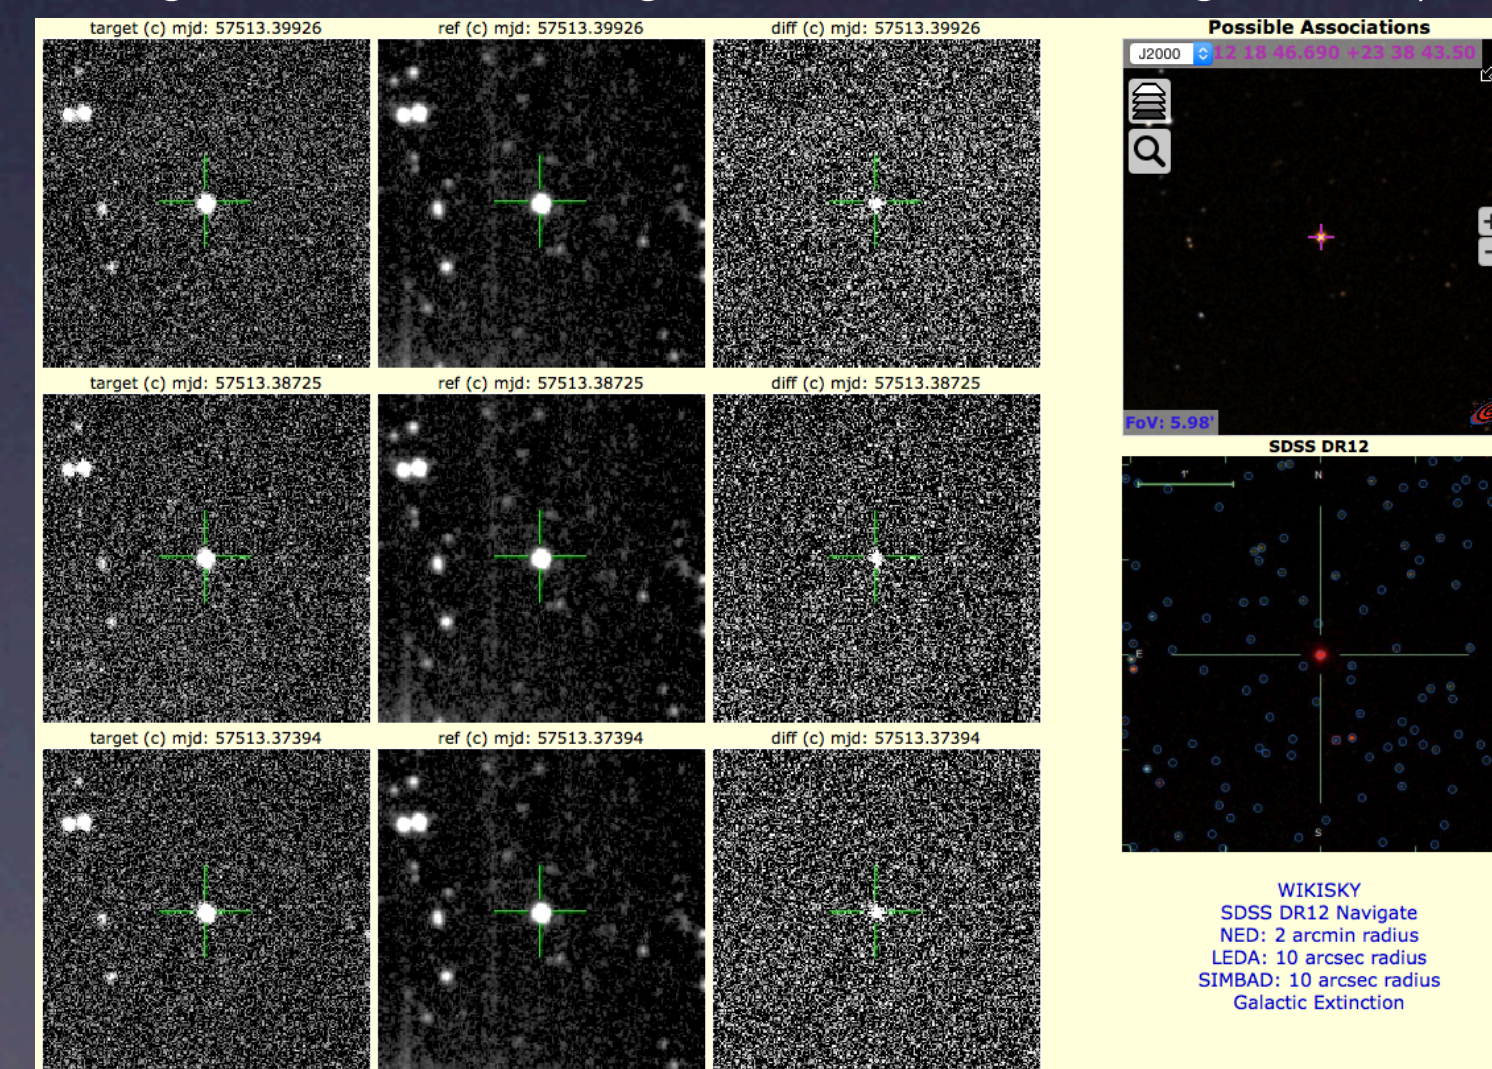 target (c) mjd: 57513.39926
ref (c) mjd: 57513.39926
diff (c) mjd: 57513.39926
target (c) mjd: 57513.38725
ref (c) mjd: 57513.38725
diff (c) mjd: 57513.38725
target (c) mjd: 57513.37394
ref (c) mjd: 57513.37394
diff (c) mjd: 57513.37394
Possible Associations
J2000 12 18 46.690 +23 38 43.50
FoV: 5.98'
SDSS DR12
1'
N
E
S
WIKISKY
SDSS DR12 Navigate
NED: 2 arcmin radius
LEDA: 10 arcsec radius
SIMBAD: 10 arcsec radius
Galactic Extinction